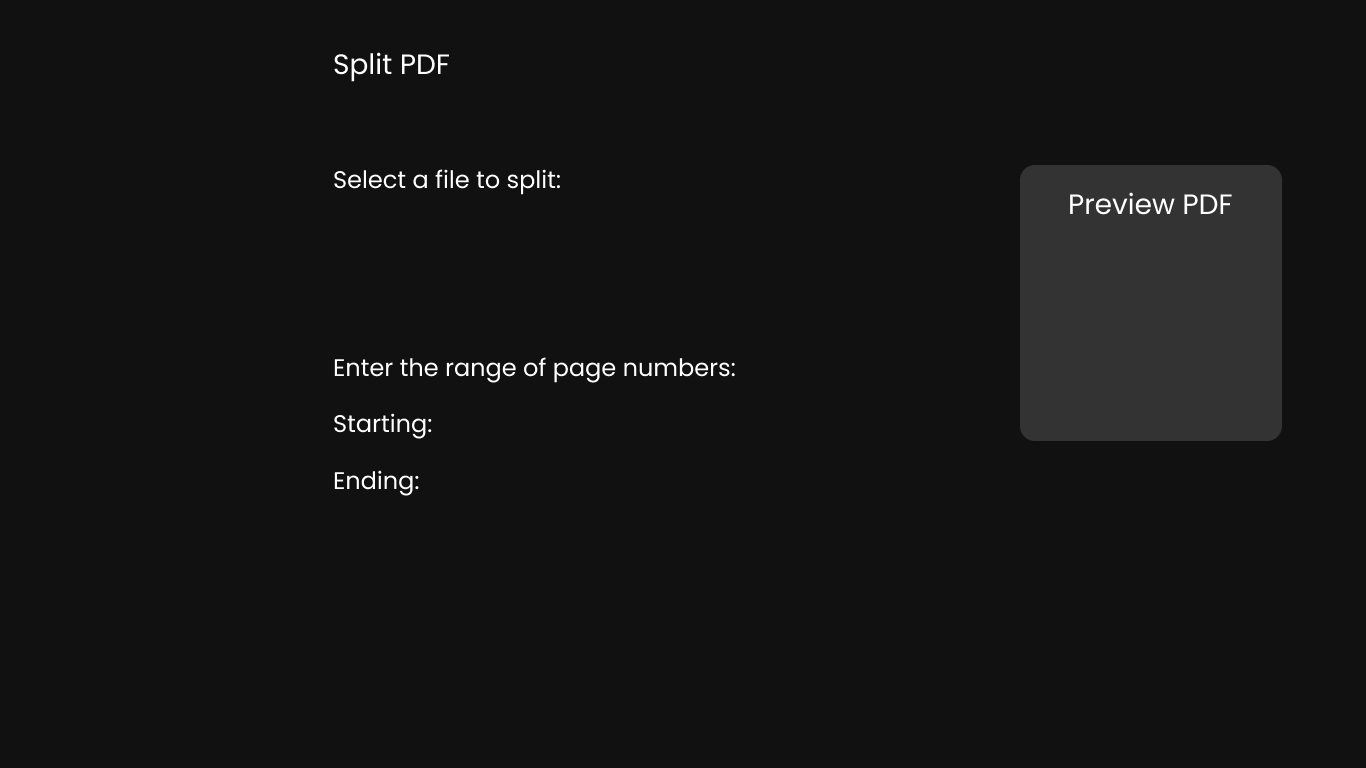 Split PDF
Select a file to split:
Preview PDF
Enter the range of page numbers:
Starting:
Ending: